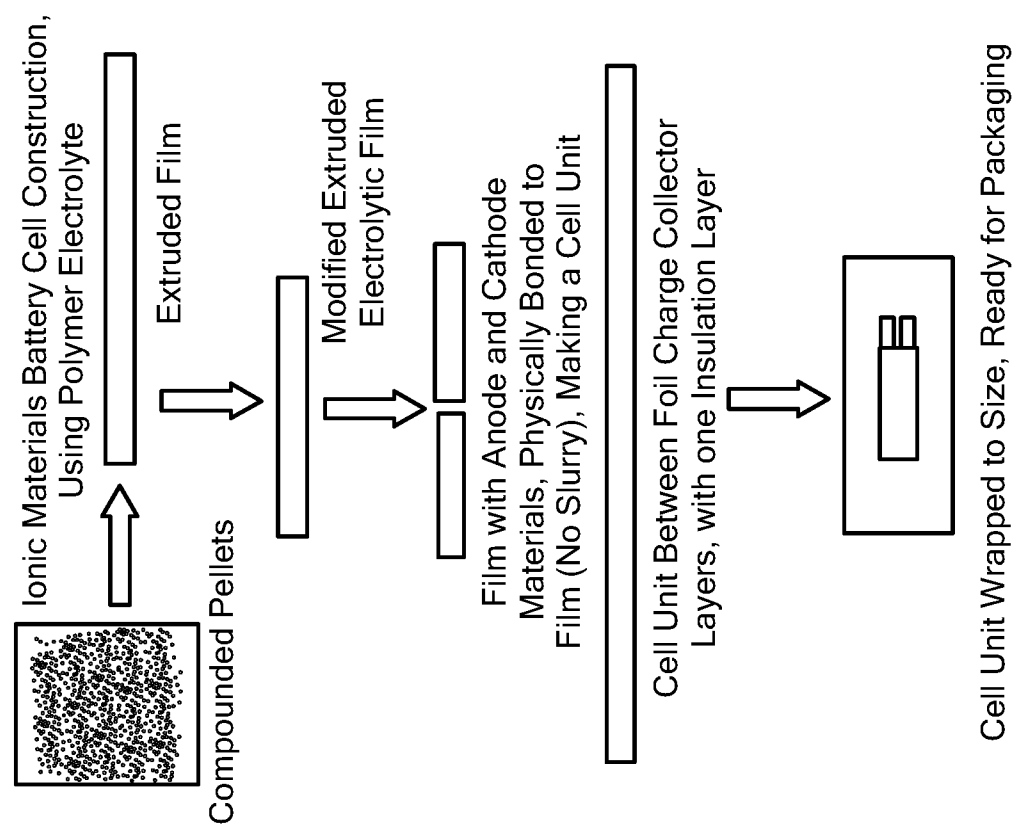 Ionic Materials Battery Cell Construction,
Using Polymer Electrolyte
Compounded Pellets
Extruded Film
Modified Extruded
Electrolytic Film
Film with Anode and Cathode
Materials, Physically Bonded to
Film (No Slurry), Making a Cell Unit
Cell Unit Between Foil Charge Collector
Layers, with one Insulation Layer
Cell Unit Wrapped to Size, Ready for Packaging